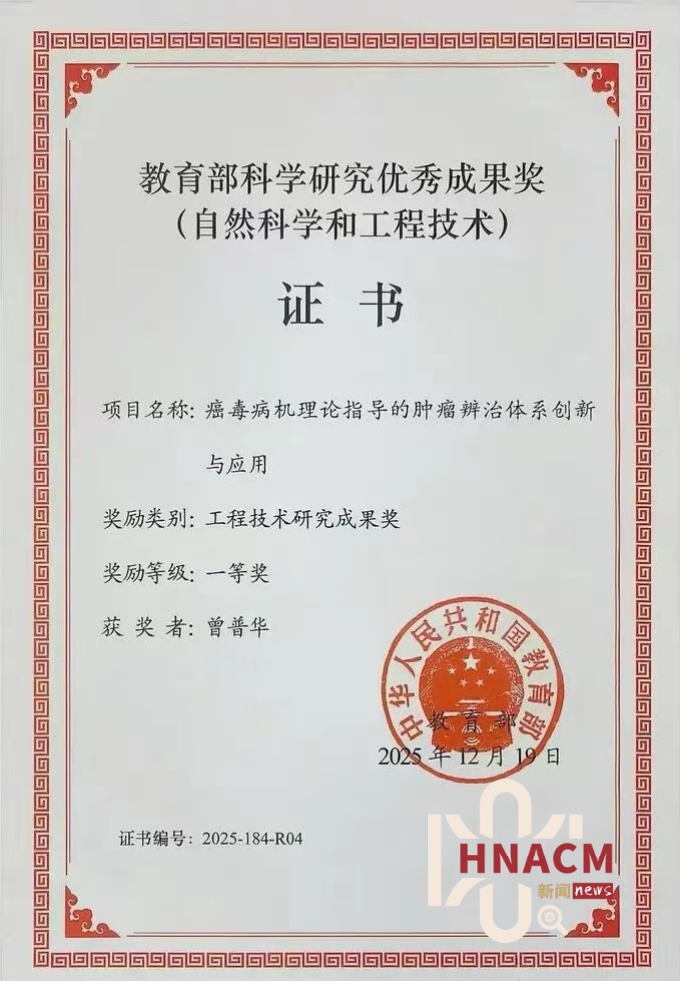 教育部科学研究优秀成果奖
（自然科学和工程技术）
证 书
项目名称：癌毒病机理论指导的肿瘤辨治体系创新
与应用
奖励类别：工程技术研究成果奖
奖励等级：一等奖
获 奖 者：曾普华
中华人民共和国教育部
教 育 部
2025 年 12 月 19 日
证书编号：2025-184-R04
HNACM
新闻 news